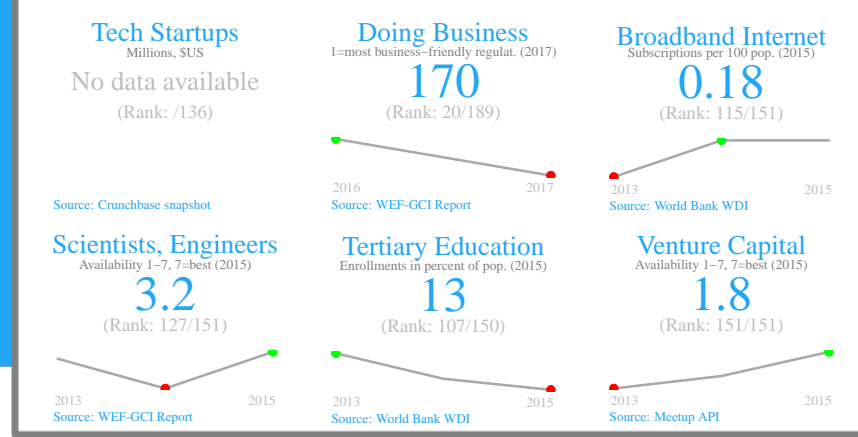 Tech Startups
Millions, $US
No data available
(Rank: /136)
Source: Crunchbase snapshot
Doing Business
1=most business−friendly regulat. (2017)
170
(Rank: 20/189)
2016 2017
Source: WEF-GCI Report
Broadband Internet
Subscriptions per 100 pop. (2015)
0.18
(Rank: 115/151)
2013 2015
Source: World Bank WDI
Scientists, Engineers
Availability 1−7, 7=best (2015)
3.2
(Rank: 127/151)
2013 2015
Source: WEF-GCI Report
Tertiary Education
Enrollments in percent of pop. (2015)
13
(Rank: 107/150)
2013 2015
Source: World Bank WDI
Venture Capital
Availability 1−7, 7=best (2015)
1.8
(Rank: 151/151)
2013 2015
Source: Meetup API